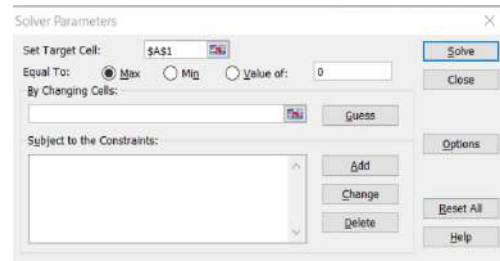 Solver Parameters
Set Target Cell: $A$1 Solve
Equal To: Max Min Value of: 0 Close
By Changing Cells:
Guess
Subject to the Constraints: Options
Add
Change Reset All
Delete
Help